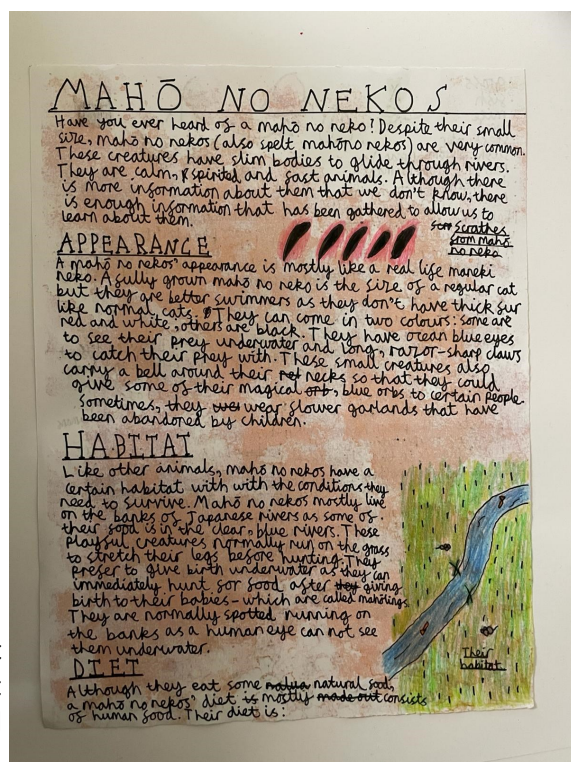 MAHŌ NO NEKOS
Have you ever heard of a mahō no neko? Despite their small
size, mahō no nekos (also spelt mahōno nekos) are very common.
These creatures have slim bodies to glide through rivers.
They are calm, spirited and fast animals. Although there
is more information about them that we don't know, there
is enough information that has been gathered to allow us to
learn about them.
Scrathes
from mahō
no neko
APPEARANCE
A mahō no nekos' appearance is mostly like a real life maneki
neko. A fully grown mahō no neko is the size of a regular cat
but they are better swimmers as they don't have thick fur
like normal cats. They can come in two colours: some are
red and white, others are black. They have ocean blue eyes
to see their prey underwater and long, razor-sharp claws
to catch their prey with. These small creatures also
carry a bell around their necks so that they could
give some of their magical orb, blue orbs to certain people.
Sometimes, they wear flower garlands that have
been abandoned by children.
HABITAT
Like other animals, mahō no nekos have a
certain habitat with with the conditions they
need to survive. Mahō no nekos mostly live
on the banks of Japanese rivers as some of
their food is in the clear, blue rivers. These
playful creatures normally run on the grass
to stretch their legs before hunting. They
prefer to give birth underwater as they can
immediately hunt for food after they giving
birth to their babies - which are called mahōlings.
They are normally spotted running on
the banks as a human eye can not see
them underwater.
Their
habitat
DIET
Although they eat some natural food,
a mahō no nekos' diet is mostly made out consists
of human food. Their diet is: